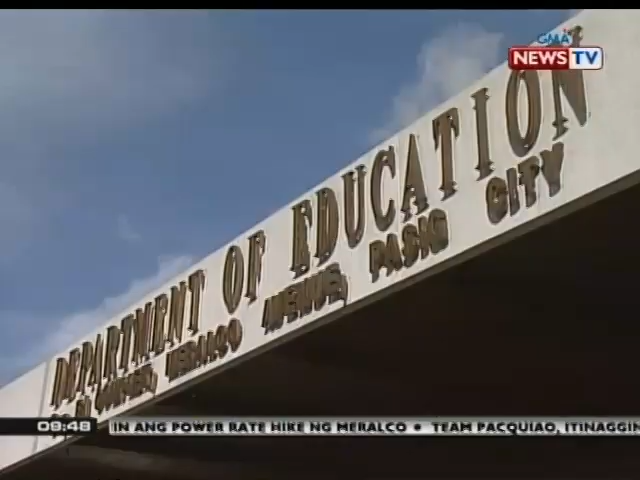 GMA
NEWS TV
DEPARTMENT OF EDUCATION
MERALCO AVENUE, PASIG CITY
09:48
IN ANG POWER RATE HIKE NG MERALCO • TEAM PACQUIAO, ITINAGGIN